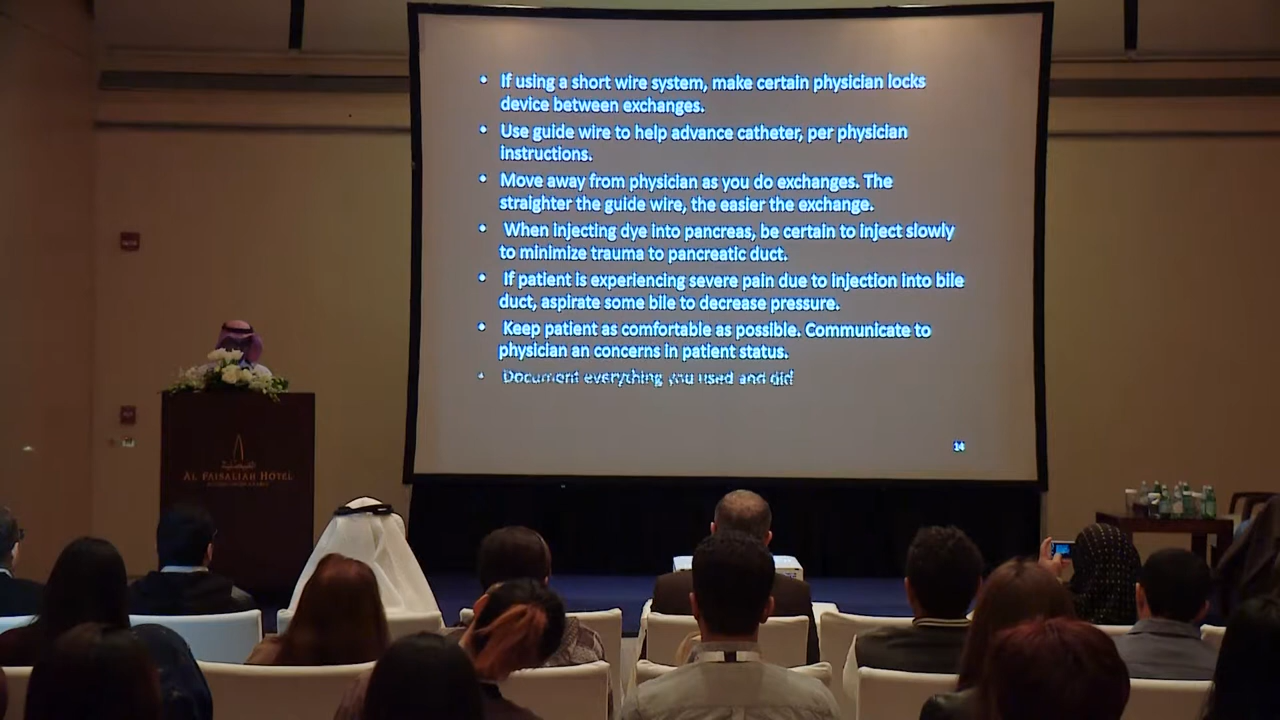 • If using a short wire system, make certain physician locks
device between exchanges.
• Use guide wire to help advance catheter, per physician
instructions.
• Move away from physician as you do exchanges. The
straighter the guide wire, the easier the exchange.
• When injecting dye into pancreas, be certain to inject slowly
to minimize trauma to pancreatic duct.
• If patient is experiencing severe pain due to injection into bile
duct, aspirate some bile to decrease pressure.
• Keep patient as comfortable as possible. Communicate to
physician an concerns in patient status.
• Document everything you used and did
14
الفيصلية
AL FAISALIAH HOTEL